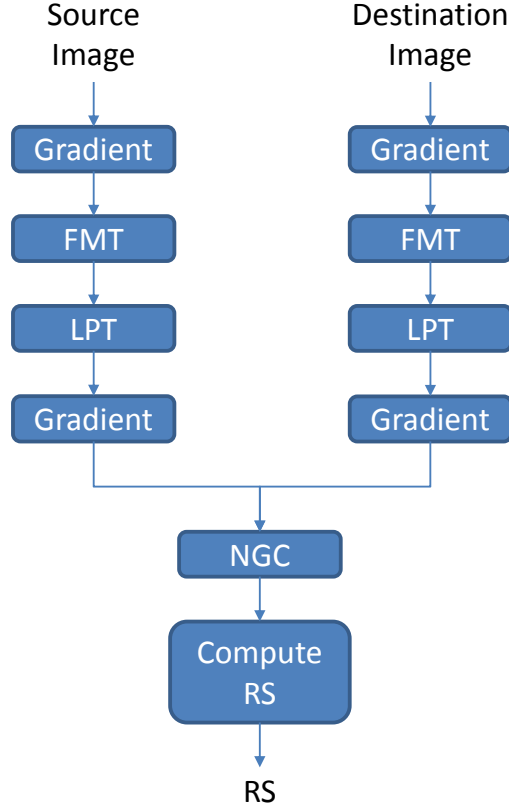 Source
Image
Destination
Image
Gradient
Gradient
FMT
FMT
LPT
LPT
Gradient
Gradient
NGC
Compute
RS
RS